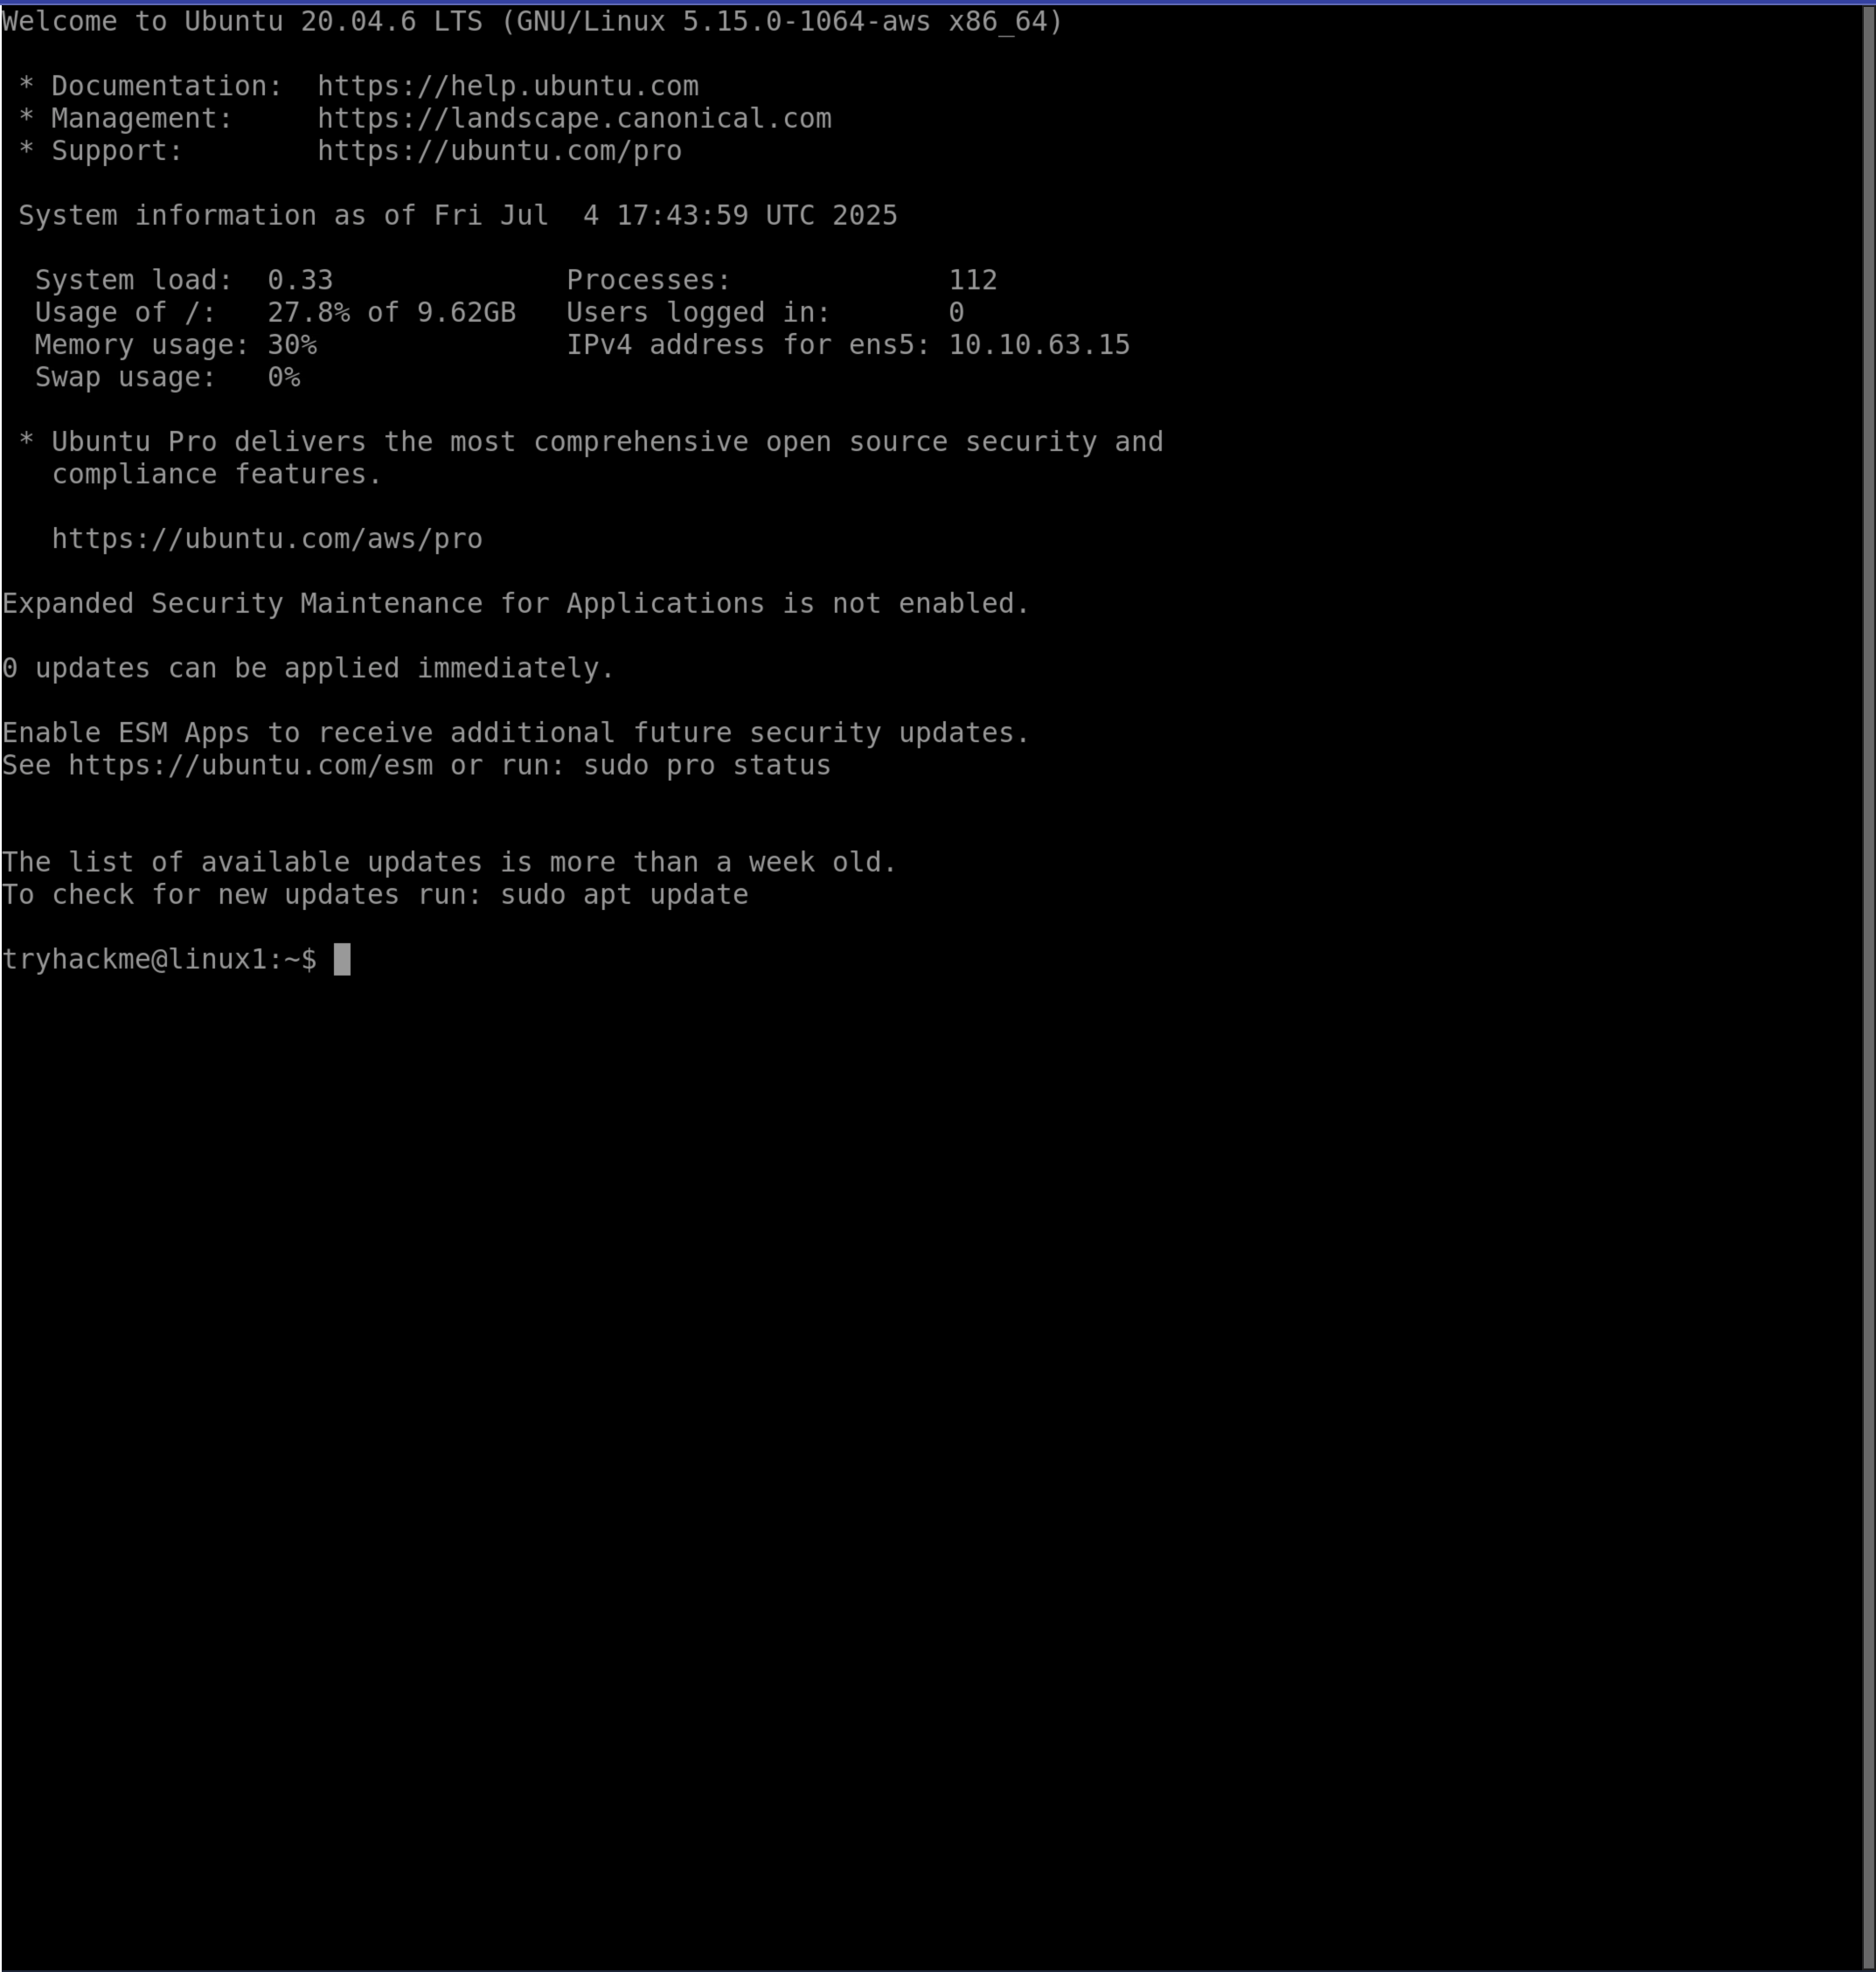 Welcome to Ubuntu 20.04.6 LTS (GNU/Linux 5.15.0-1064-aws x86_64)

 * Documentation:  https://help.ubuntu.com
 * Management:     https://landscape.canonical.com
 * Support:        https://ubuntu.com/pro

 System information as of Fri Jul  4 17:43:59 UTC 2025

  System load:  0.33              Processes:             112
  Usage of /:   27.8% of 9.62GB   Users logged in:       0
  Memory usage: 30%               IPv4 address for ens5: 10.10.63.15
  Swap usage:   0%

 * Ubuntu Pro delivers the most comprehensive open source security and
   compliance features.

   https://ubuntu.com/aws/pro

Expanded Security Maintenance for Applications is not enabled.

0 updates can be applied immediately.

Enable ESM Apps to receive additional future security updates.
See https://ubuntu.com/esm or run: sudo pro status


The list of available updates is more than a week old.
To check for new updates run: sudo apt update

tryhackme@linux1:~$